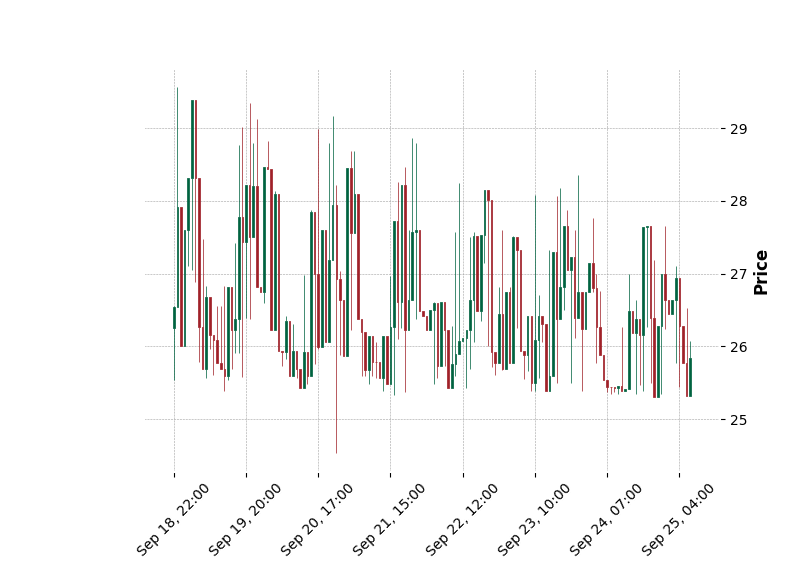 29
28
27
26
25
Price
Sep 18, 22:00
Sep 19, 20:00
Sep 20, 17:00
Sep 21, 15:00
Sep 22, 12:00
Sep 23, 10:00
Sep 24, 07:00
Sep 25, 04:00